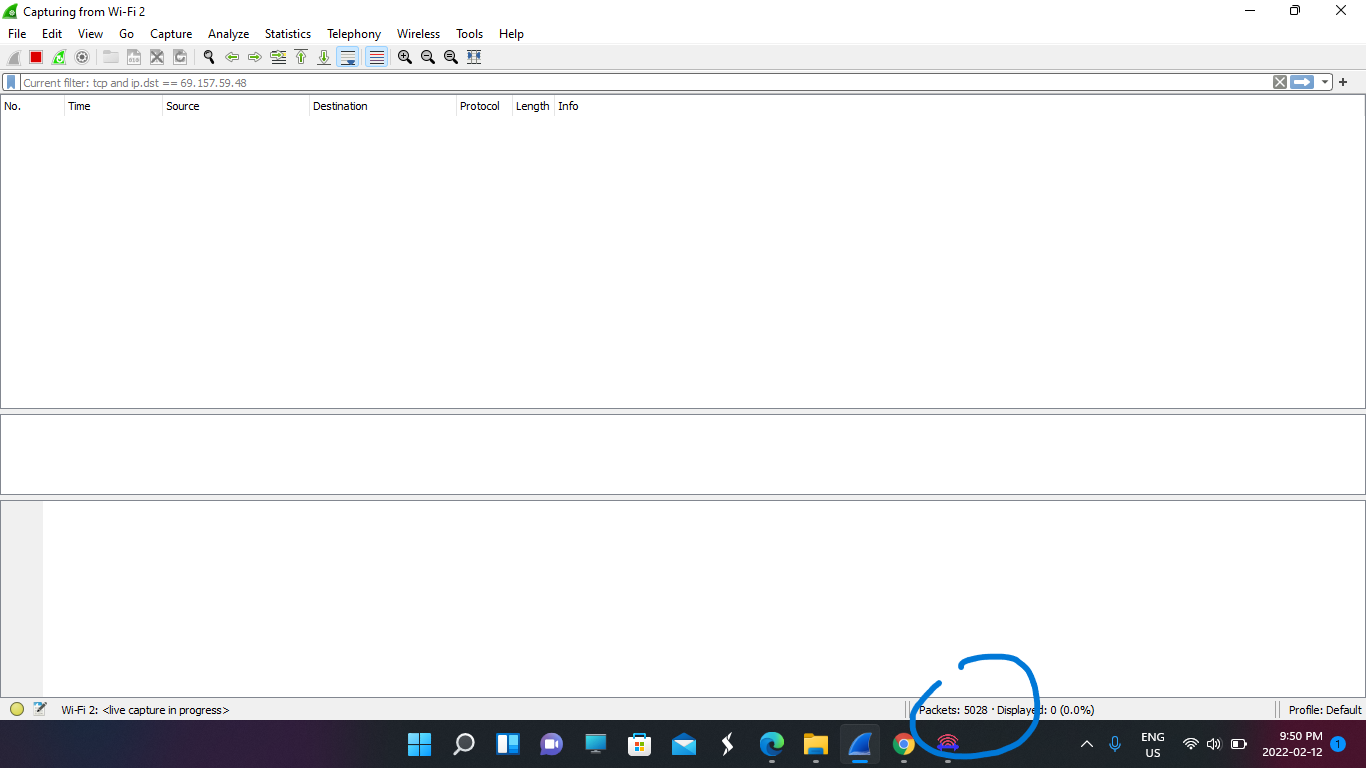 Capturing from Wi-Fi 2
File Edit View Go Capture Analyze Statistics Telephony Wireless Tools Help
Current filter: tcp and ip.dst == 69.157.59.48
No. Time Source Destination Protocol Length Info
Wi-Fi 2: <live capture in progress> Packets: 5028 · Displayed: 0 (0.0%) Profile: Default
ENG
US
9:50 PM
2022-02-12
1